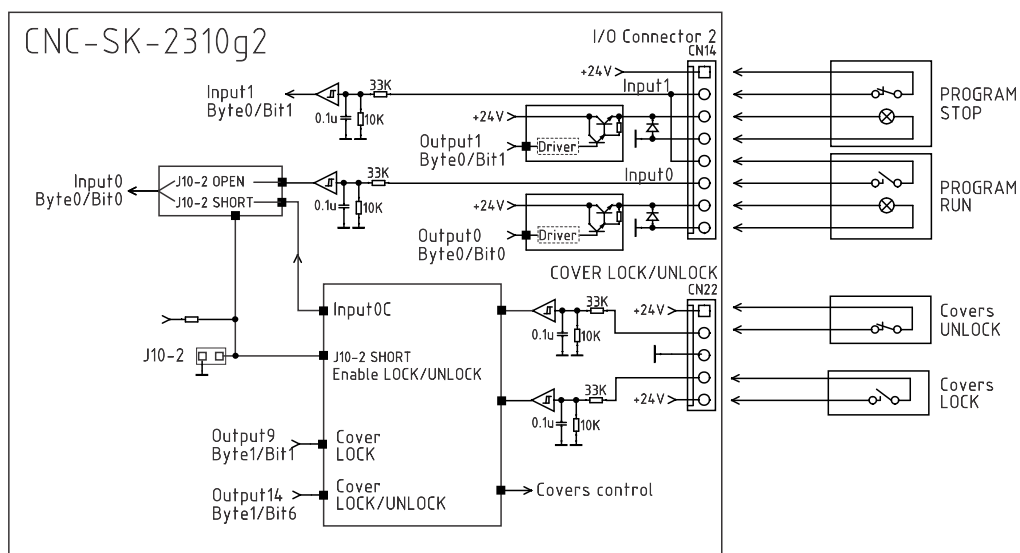 CNC-SK-2310g2
I/O Connector 2
CN14
+24V
Input1
Byte0/Bit1
33K
0.1u
10K
Input1
+24V
Output1
Byte0/Bit1
Driver
PROGRAM
STOP
Input0
Byte0/Bit0
J10-2 OPEN
J10-2 SHORT
33K
0.1u
10K
Input0
+24V
Output0
Byte0/Bit0
Driver
PROGRAM
RUN
COVER LOCK/UNLOCK
CN22
Input0C
33K
+24V
0.1u
10K
Covers
UNLOCK
J10-2
J10-2 SHORT
Enable LOCK/UNLOCK
33K
+24V
0.1u
10K
Covers
LOCK
Output9
Byte1/Bit1
Cover
LOCK
Output14
Byte1/Bit6
Cover
LOCK/UNLOCK
Covers control